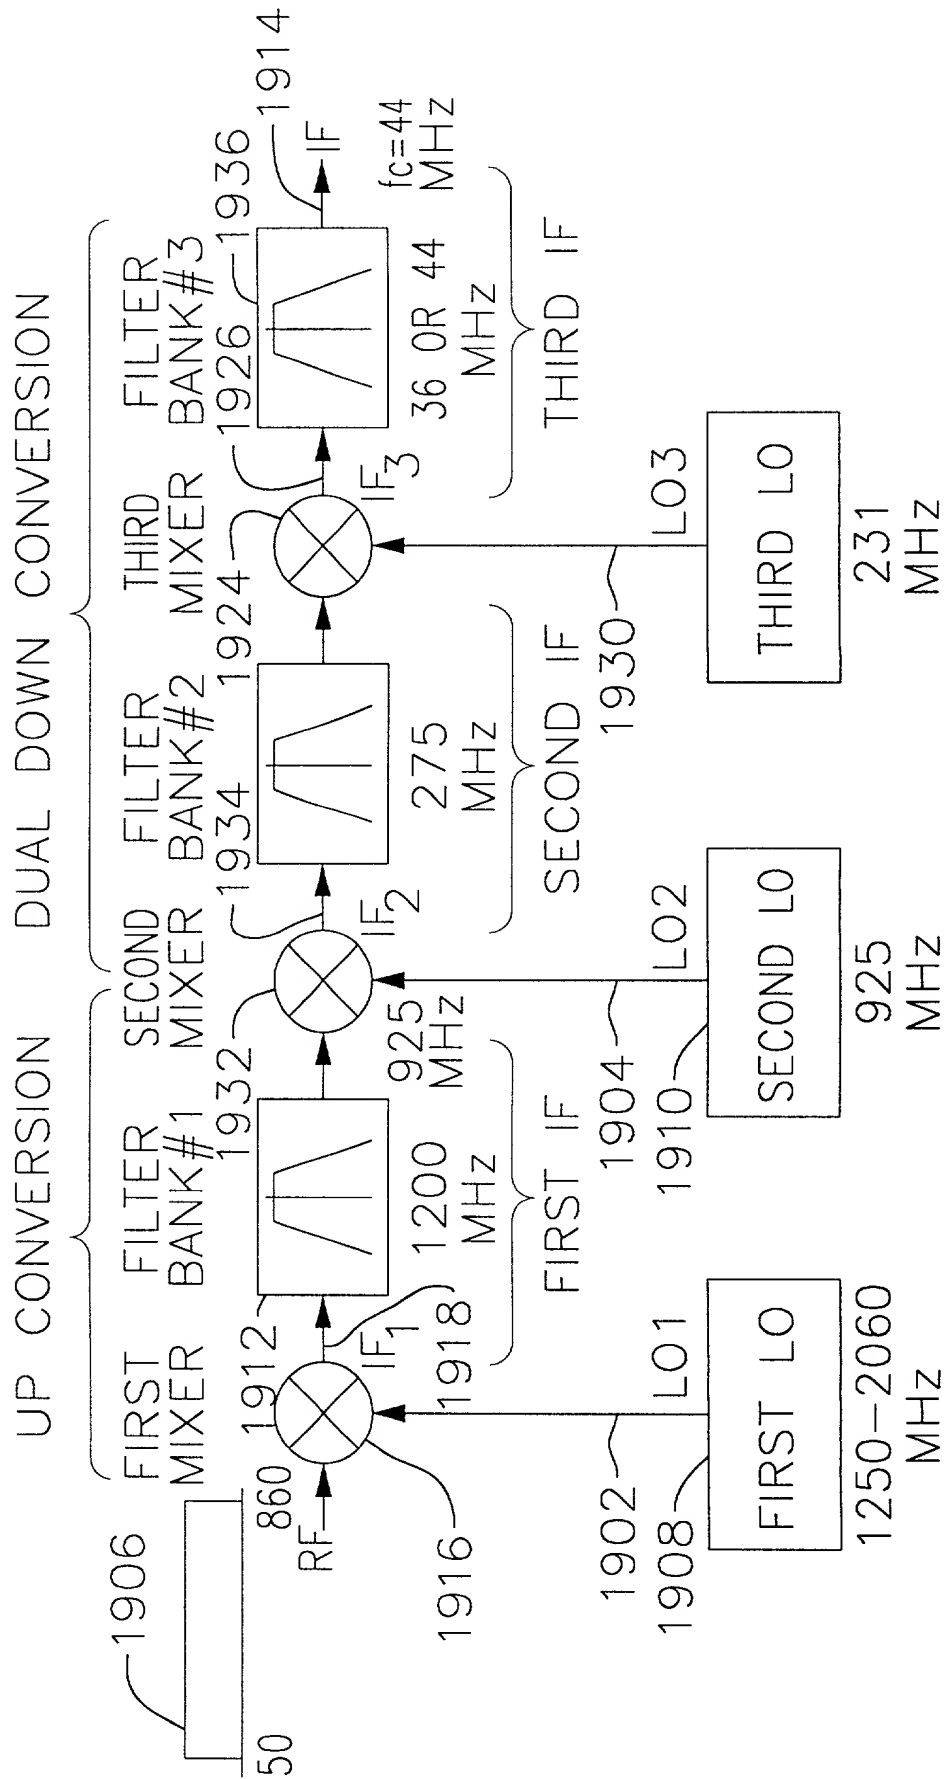 UP CONVERSION
DUAL DOWN CONVERSION
FIRST
MIXER
FILTER
BANK#1
SECOND
MIXER
FILTER
BANK#2
THIRD
MIXER
FILTER
BANK#3
1906
50
860
RF
1912
1932
1934
1924
1926
1936
1914
IF
1916
IF1
1918
1200
MHz
925
MHz
IF2
275
MHz
IF3
36 OR 44
MHz
fc=44
MHz
FIRST IF
SECOND IF
THIRD IF
1902
LO1
1908
FIRST LO
1250-2060
MHz
1904
LO2
1910
SECOND LO
925
MHz
1930
LO3
THIRD LO
231
MHz